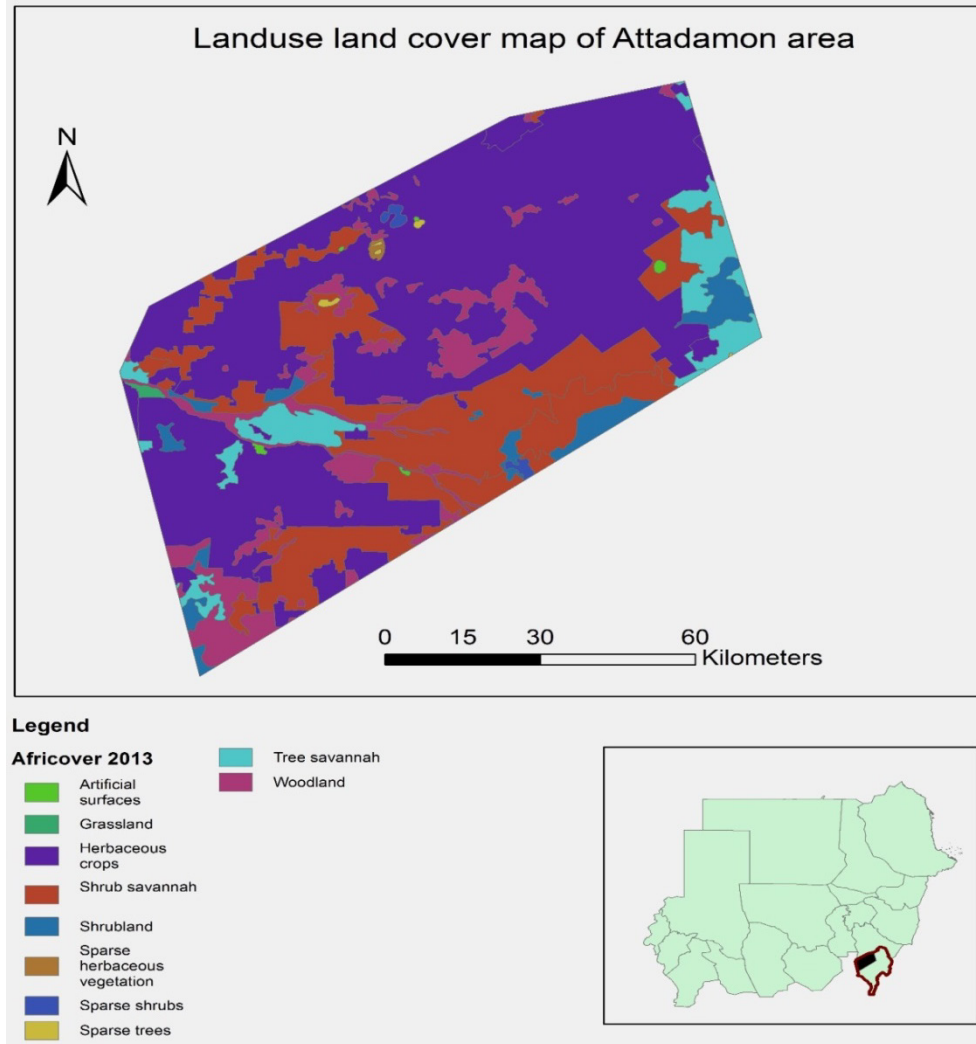 Landuse land cover map of Attadamon area
N
0 15 30 60
Kilometers
Legend
Africover 2013
Artificial
surfaces
Grassland
Herbaceous
crops
Shrub savannah
Shrubland
Sparse
herbaceous
vegetation
Sparse shrubs
Sparse trees
Tree savannah
Woodland